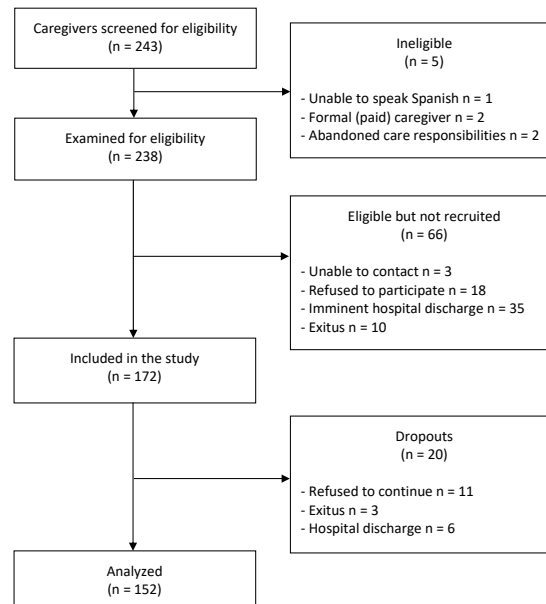 Caregivers screened for eligibility
(n = 243)
Ineligible
(n = 5)
- Unable to speak Spanish n = 1
- Formal (paid) caregiver n = 2
- Abandoned care responsibilities n = 2
Examined for eligibility
(n = 238)
Eligible but not recruited
(n = 66)
- Unable to contact n = 3
- Refused to participate n = 18
- Imminent hospital discharge n = 35
- Exitus n = 10
Included in the study
(n = 172)
Dropouts
(n = 20)
- Refused to continue n = 11
- Exitus n = 3
- Hospital discharge n = 6
Analyzed
(n = 152)